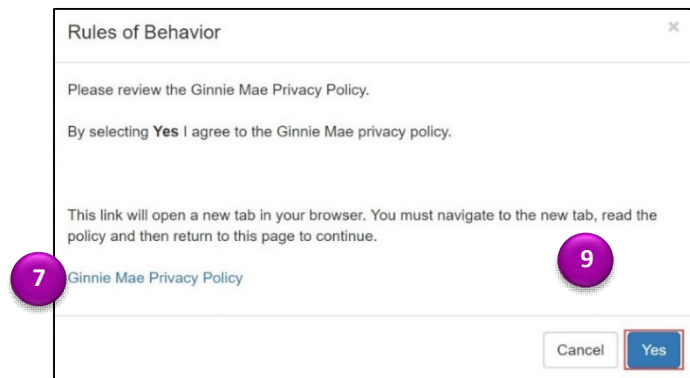 Rules of Behavior ×
Please review the Ginnie Mae Privacy Policy.
By selecting Yes I agree to the Ginnie Mae privacy policy.
This link will open a new tab in your browser. You must navigate to the new tab, read the
policy and then return to this page to continue.
9
7 Ginnie Mae Privacy Policy
Cancel Yes